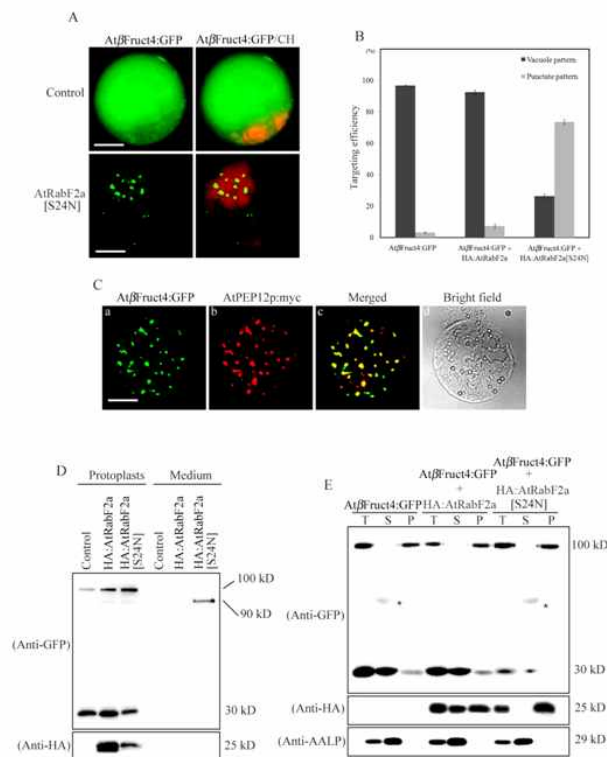 A
AtβFruct4:GFP AtβFruct4:GFP/CH
Control
AtRabF2a
[S24N]
B
(%)
Vacuole pattern
Punctate pattern
100
80
60
40
20
0
Targeting efficiency
AtβFruct4:GFP AtβFruct4:GFP + AtβFruct4:GFP +
HA:AtRabF2a HA:AtRabF2a[S24N]
C
AtβFruct4:GFP AtPEP12p:myc Merged Bright field
a b c d
D
Protoplasts Medium
Control
HA:AtRabF2a
HA:AtRabF2a
[S24N]
Control
HA:AtRabF2a
HA:AtRabF2a
[S24N]
100 kD
90 kD
(Anti-GFP)
30 kD
(Anti-HA) 25 kD
E
AtβFruct4:GFP
AtβFruct4:GFP
+
HA:AtRabF2a
AtβFruct4:GFP
+
HA:AtRabF2a
[S24N]
T S P T S P T S P
100 kD
* *
(Anti-GFP)
30 kD
(Anti-HA) 25 kD
(Anti-AALP) 29 kD